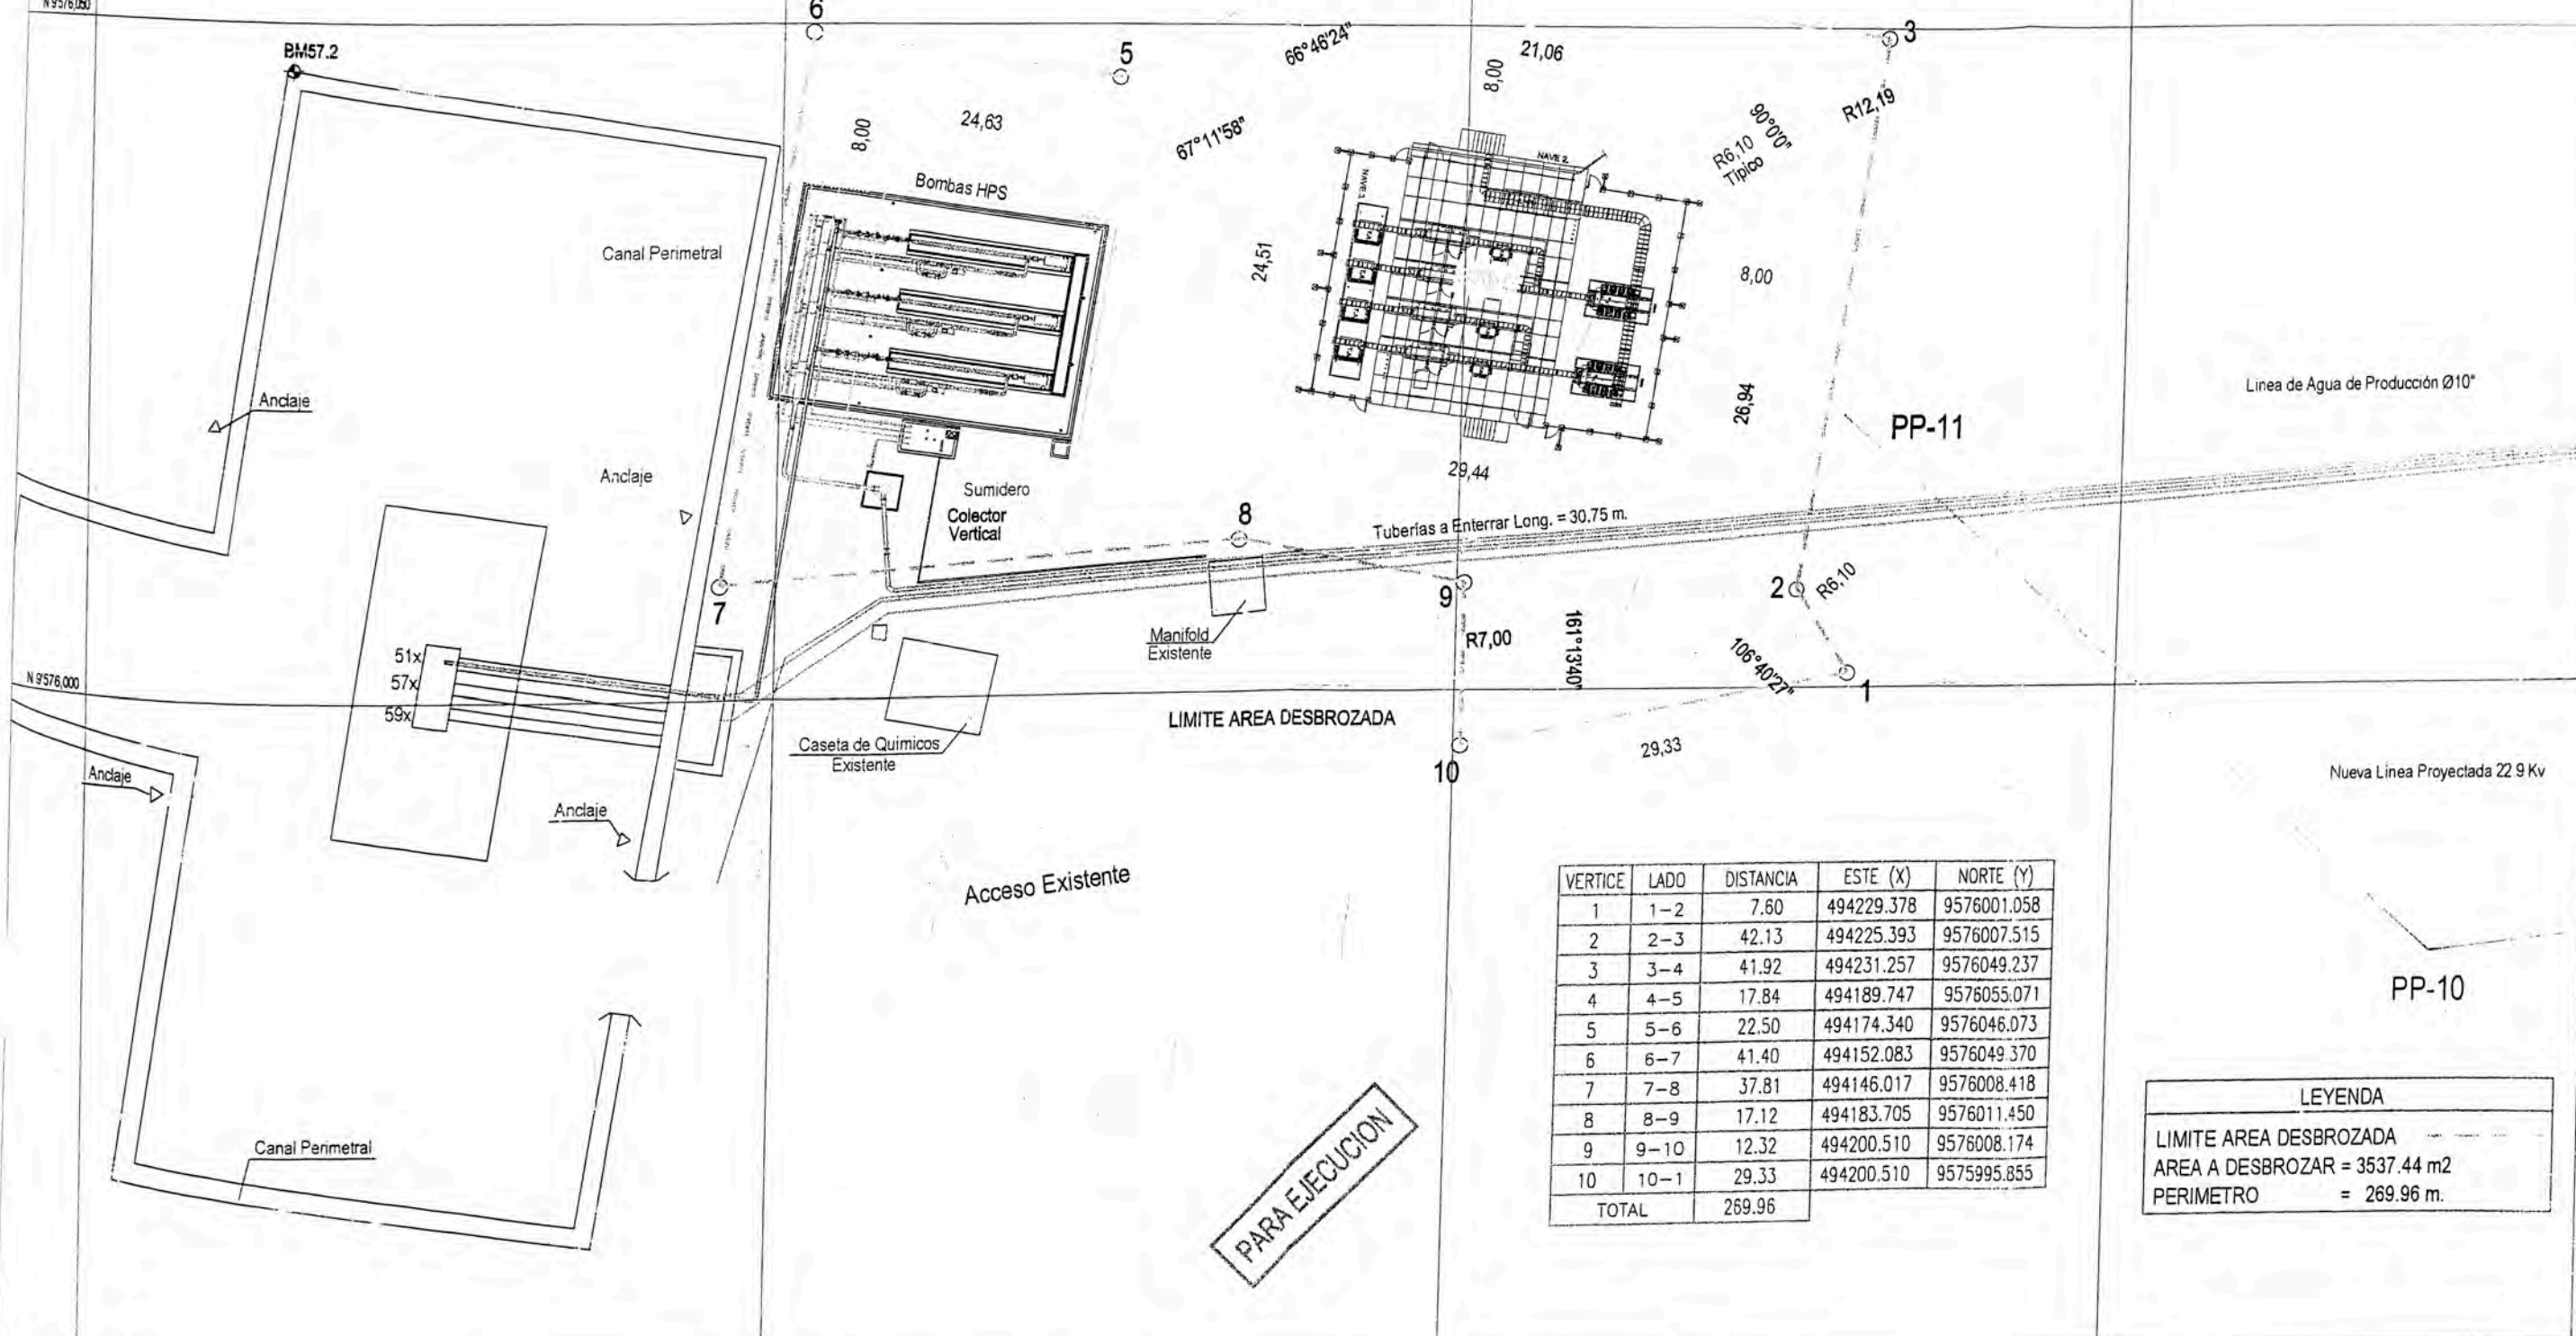 N 9'576,050
6
BM57.2
5
66°46'24"
21,06
3
8,00
24,63
8,00
67°11'58"
R12,19
90°0'0"
R6,10
Típico
NAVE 2
NAVE 1
Bombas HPS
Canal Perimetral
24,51
8,00
26,94
Linea de Agua de Producción Ø10"
Anclaje
PP-11
Anclaje
29,44
Sumidero
Colector
Vertical
8
Tuberías a Enterrar Long. = 30.75 m.
7
9
2
R6,10
Manifold
Existente
R7,00
161°13'40"
106°40'27"
1
51x
57x
59x
N 9'576,000
LIMITE AREA DESBROZADA
Caseta de Quimicos
Existente
29,33
10
Anclaje
Anclaje
Nueva Linea Proyectada 22.9 Kv
Acceso Existente
VERTICE LADO DISTANCIA ESTE (X) NORTE (Y)
1 1-2 7.60 494229.378 9576001.058
2 2-3 42.13 494225.393 9576007.515
3 3-4 41.92 494231.257 9576049.237
4 4-5 17.84 494189.747 9576055.071
5 5-6 22.50 494174.340 9576046.073
6 6-7 41.40 494152.083 9576049.370
7 7-8 37.81 494146.017 9576008.418
8 8-9 17.12 494183.705 9576011.450
9 9-10 12.32 494200.510 9576008.174
10 10-1 29.33 494200.510 9575995.855
TOTAL 269.96
PP-10
LEYENDA
LIMITE AREA DESBROZADA
AREA A DESBROZAR = 3537.44 m2
PERIMETRO = 269.96 m.
Canal Perimetral
PARA EJECUCION